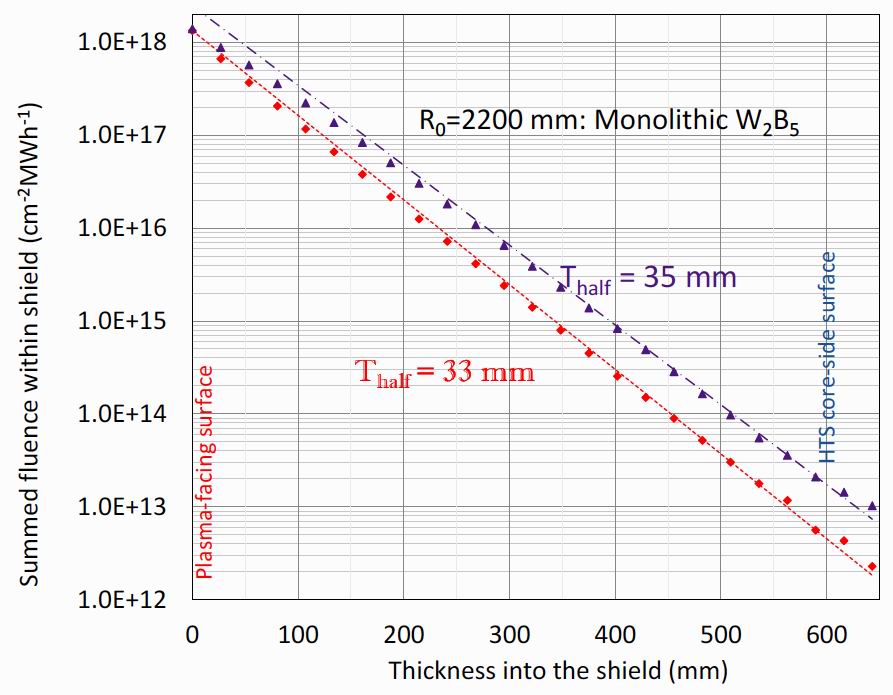 Summed fluence within shield (cm⁻²MWh⁻¹)
1.0E+18
1.0E+17
1.0E+16
1.0E+15
1.0E+14
1.0E+13
1.0E+12
R₀=2200 mm: Monolithic W₂B₅
T_half = 35 mm
T_half = 33 mm
Plasma-facing surface
HTS core-side surface
0 100 200 300 400 500 600
Thickness into the shield (mm)